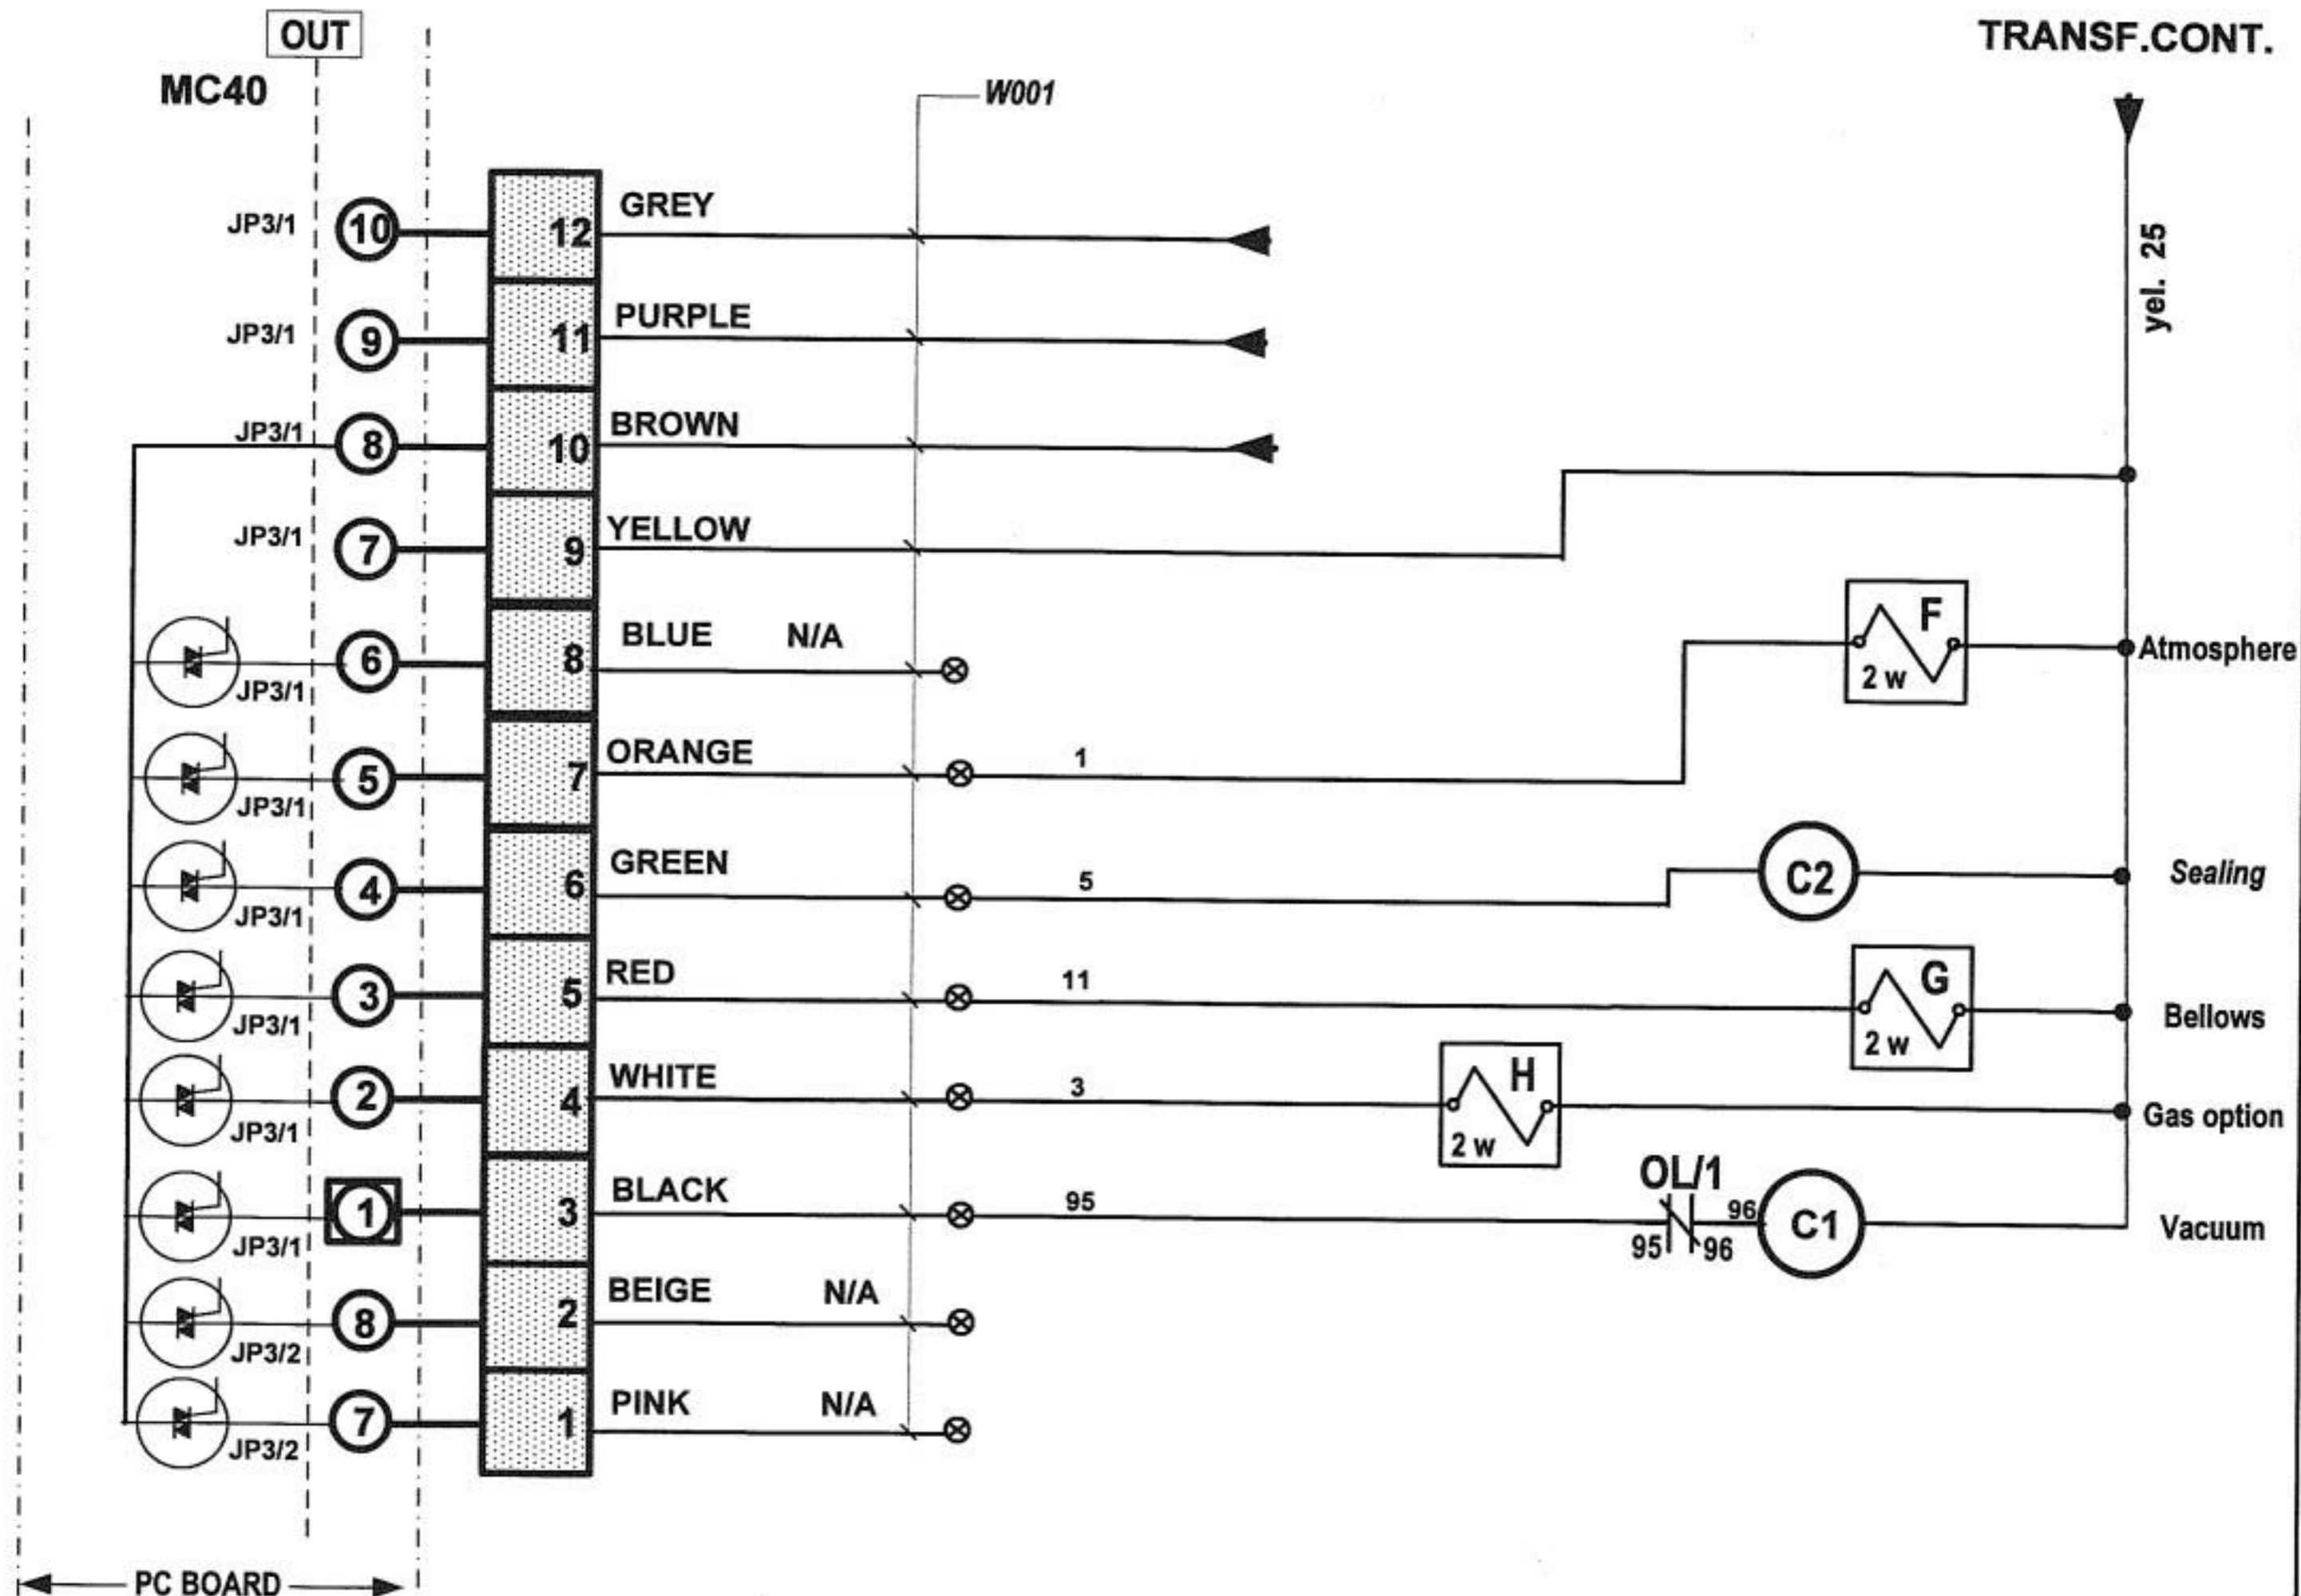 OUT
TRANSF.CONT.
MC40
W001
JP3/1 10 12 GREY
yel. 25
JP3/1 9 11 PURPLE
JP3/1 8 10 BROWN
JP3/1 7 9 YELLOW
6 8 BLUE N/A
JP3/1
F
2 w
Atmosphere
5 7 ORANGE 1
JP3/1
4 6 GREEN 5 C2 Sealing
JP3/1
3 5 RED 11
JP3/1
G
2 w
Bellows
2 4 WHITE 3
JP3/1
H
2 w
Gas option
1 3 BLACK 95
JP3/1
OL/1
95 96
96
C1
Vacuum
8 2 BEIGE N/A
JP3/2
7 1 PINK N/A
JP3/2
PC BOARD